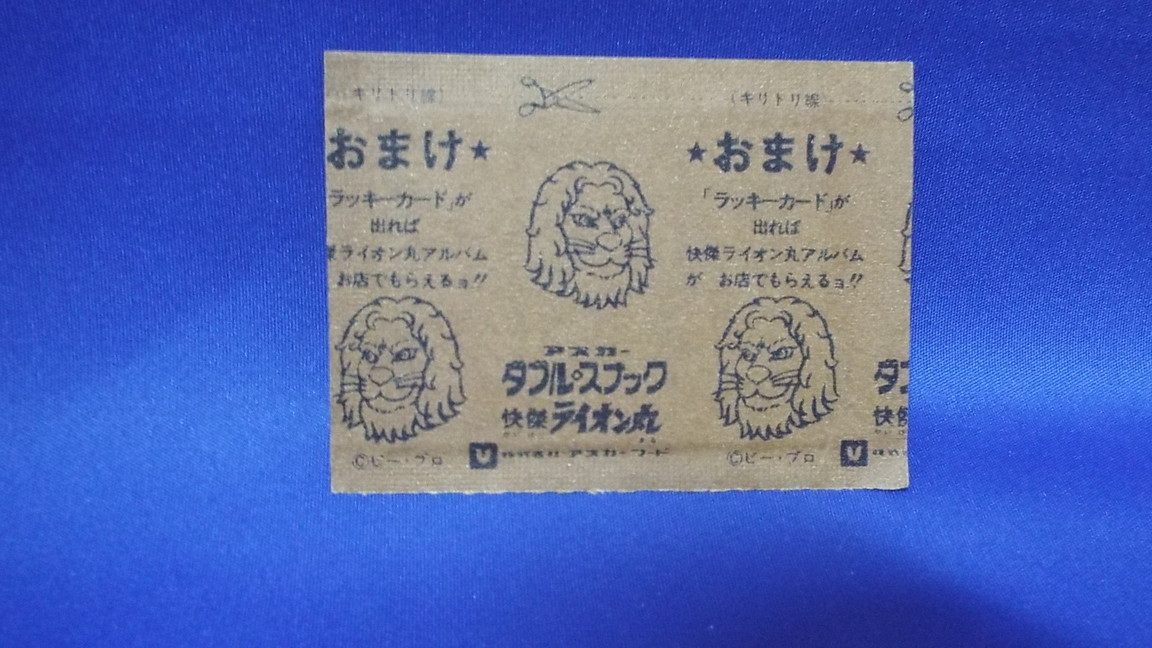 キリトリ線)
おまけ★
ラッキーカード」が
出れば
ライオン丸アルバム
お店でもらえるョ!!
©ピー・プロ
アスカー
ダブル・スナック
快傑ライオン丸
アスカーフード
(キリトリ線
★おまけ★
「ラッキーカード」が
出れば
快傑ライオン丸アルバム
が お店でもらえるョ!!
©ピー・プロ
ダブ
快傑